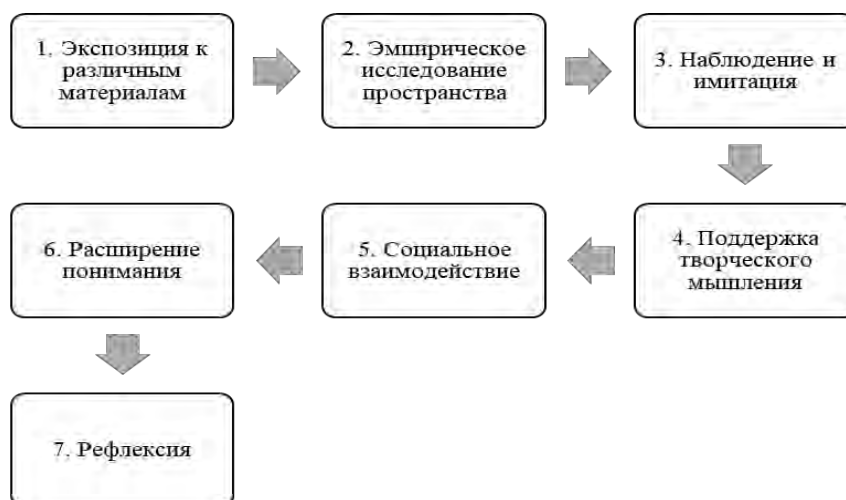 1. Экспозиция к
различным
материалам
2. Эмпирическое
исследование
пространства
3. Наблюдение и
имитация
4. Поддержка
творческого
мышления
5. Социальное
взаимодействие
6. Расширение
понимания
7. Рефлексия